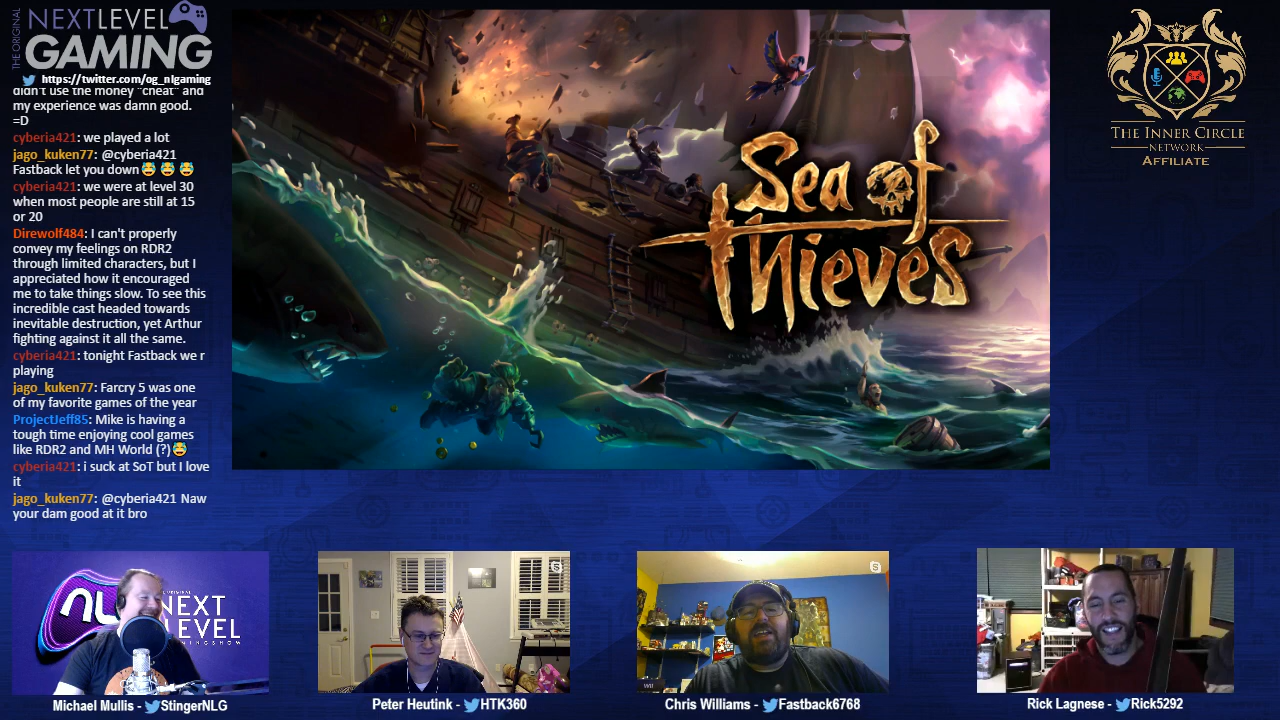 THE ORIGINAL
NEXTLEVEL
GAMING
https://twitter.com/og_nlgaming
didn't use the money "cheat" and
my experience was damn good.
=D
cyberia421: we played a lot
jago_kuken77: @cyberia421
Fastback let you down😅 😅 😅
cyberia421: we were at level 30
when most people are still at 15
or 20
Direwolf484: I can't properly
convey my feelings on RDR2
through limited characters, but I
appreciated how it encouraged
me to take things slow. To see this
incredible cast headed towards
inevitable destruction, yet Arthur
fighting against it all the same.
cyberia421: tonight Fastback we r
playing
jago_kuken77: Farcry 5 was one
of my favorite games of the year
ProjectJeff85: Mike is having a
tough time enjoying cool games
like RDR2 and MH World (?)😅
cyberia421: i suck at SoT but I love
it
jago_kuken77: @cyberia421 Naw
your dam good at it bro
Sea of
Thieves
THE INNER CIRCLE
NETWORK
AFFILIATE
NEXT
LEVEL
Michael Mullis - StingerNLG
Peter Heutink - HTK360
Chris Williams - Fastback6768
Rick Lagnese - Rick5292